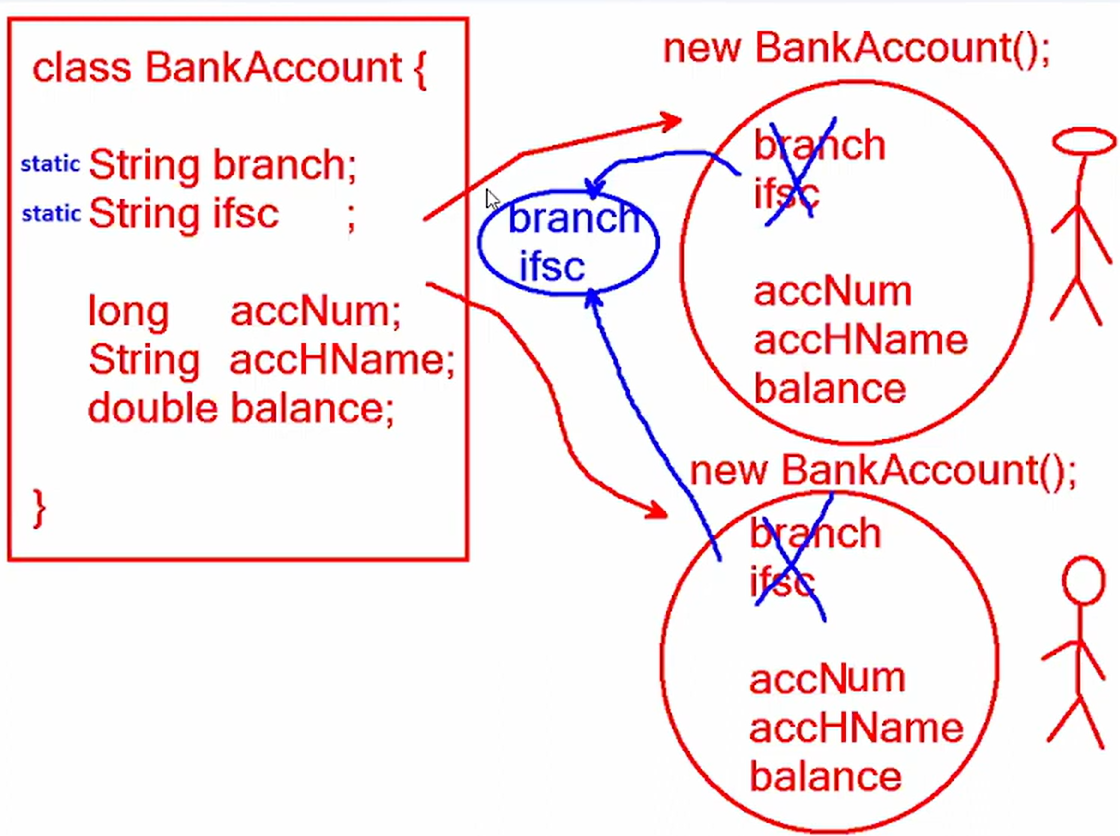 class BankAccount {
static String branch;
static String ifsc ;
long accNum;
String accHName;
double balance;
}
branch
ifsc
new BankAccount();
branch
ifsc
accNum
accHName
balance
new BankAccount();
branch
ifsc
accNum
accHName
balance